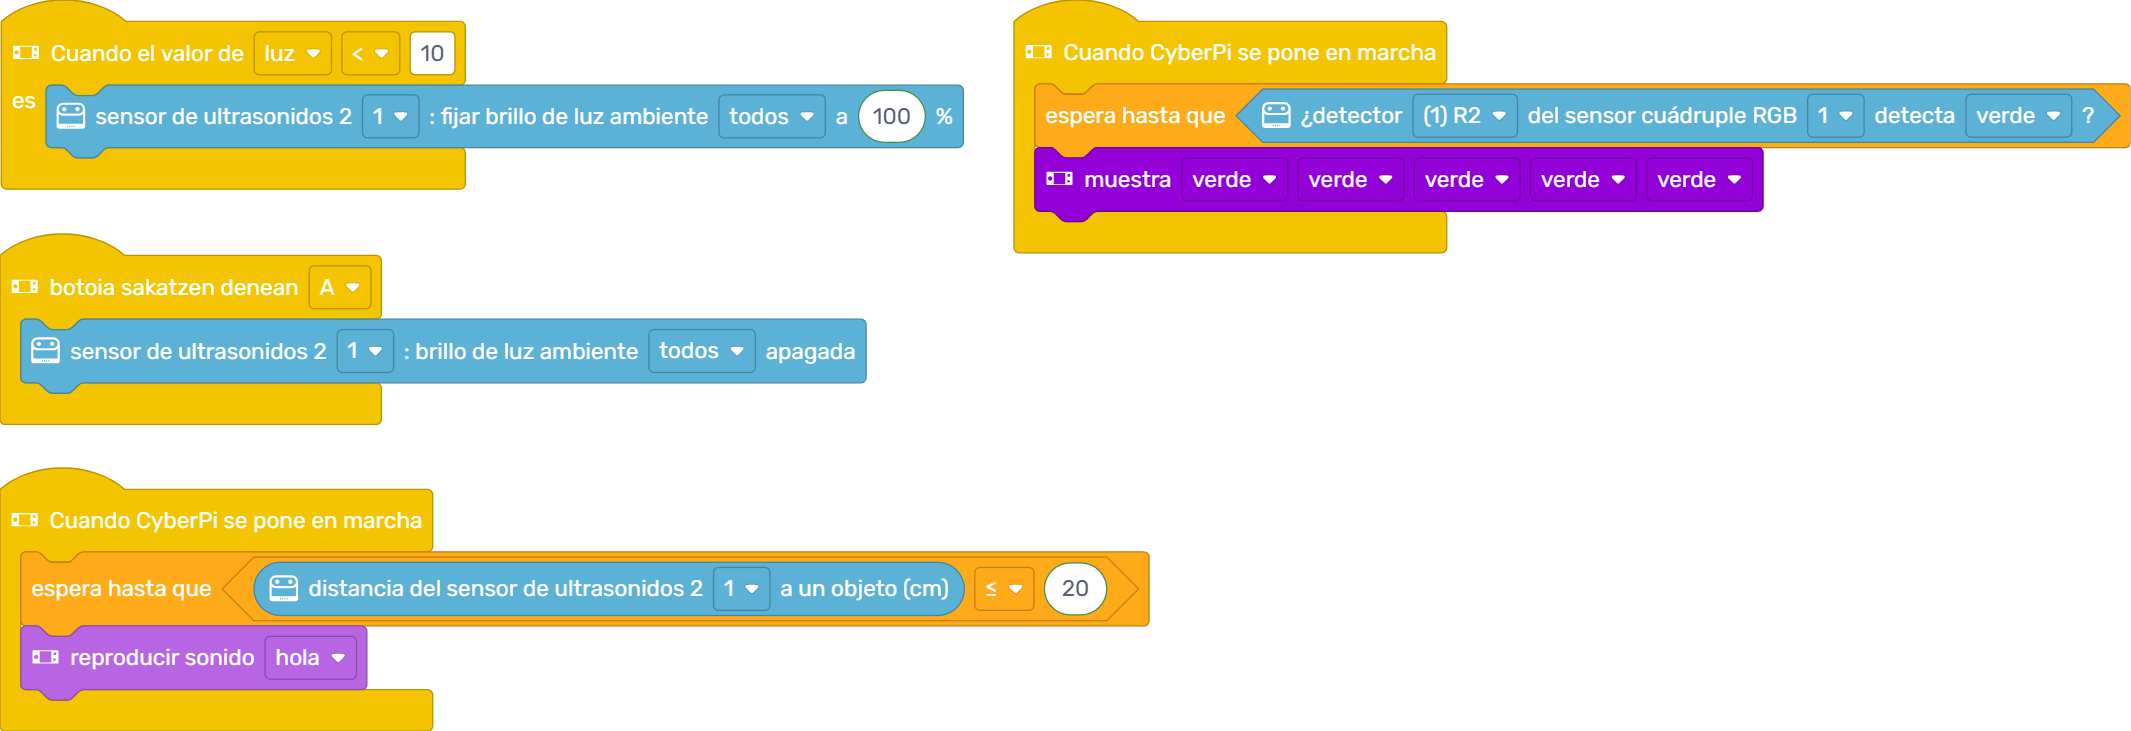 Cuando el valor de luz < 10
es sensor de ultrasonidos 2 1 : fijar brillo de luz ambiente todos a 100 %
botoia sakatzen denean A
sensor de ultrasonidos 2 1 : brillo de luz ambiente todos apagada
Cuando CyberPi se pone en marcha
espera hasta que distancia del sensor de ultrasonidos 2 1 a un objeto (cm) ≤ 20
reproducir sonido hola
Cuando CyberPi se pone en marcha
espera hasta que ¿detector (1) R2 del sensor cuádruple RGB 1 detecta verde ?
muestra verde verde verde verde verde